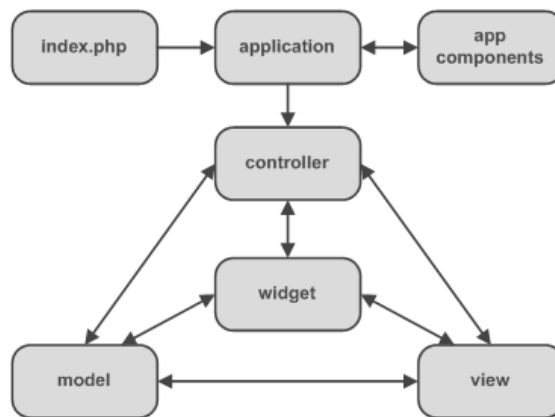 index.php
application
app
components
controller
widget
model
view